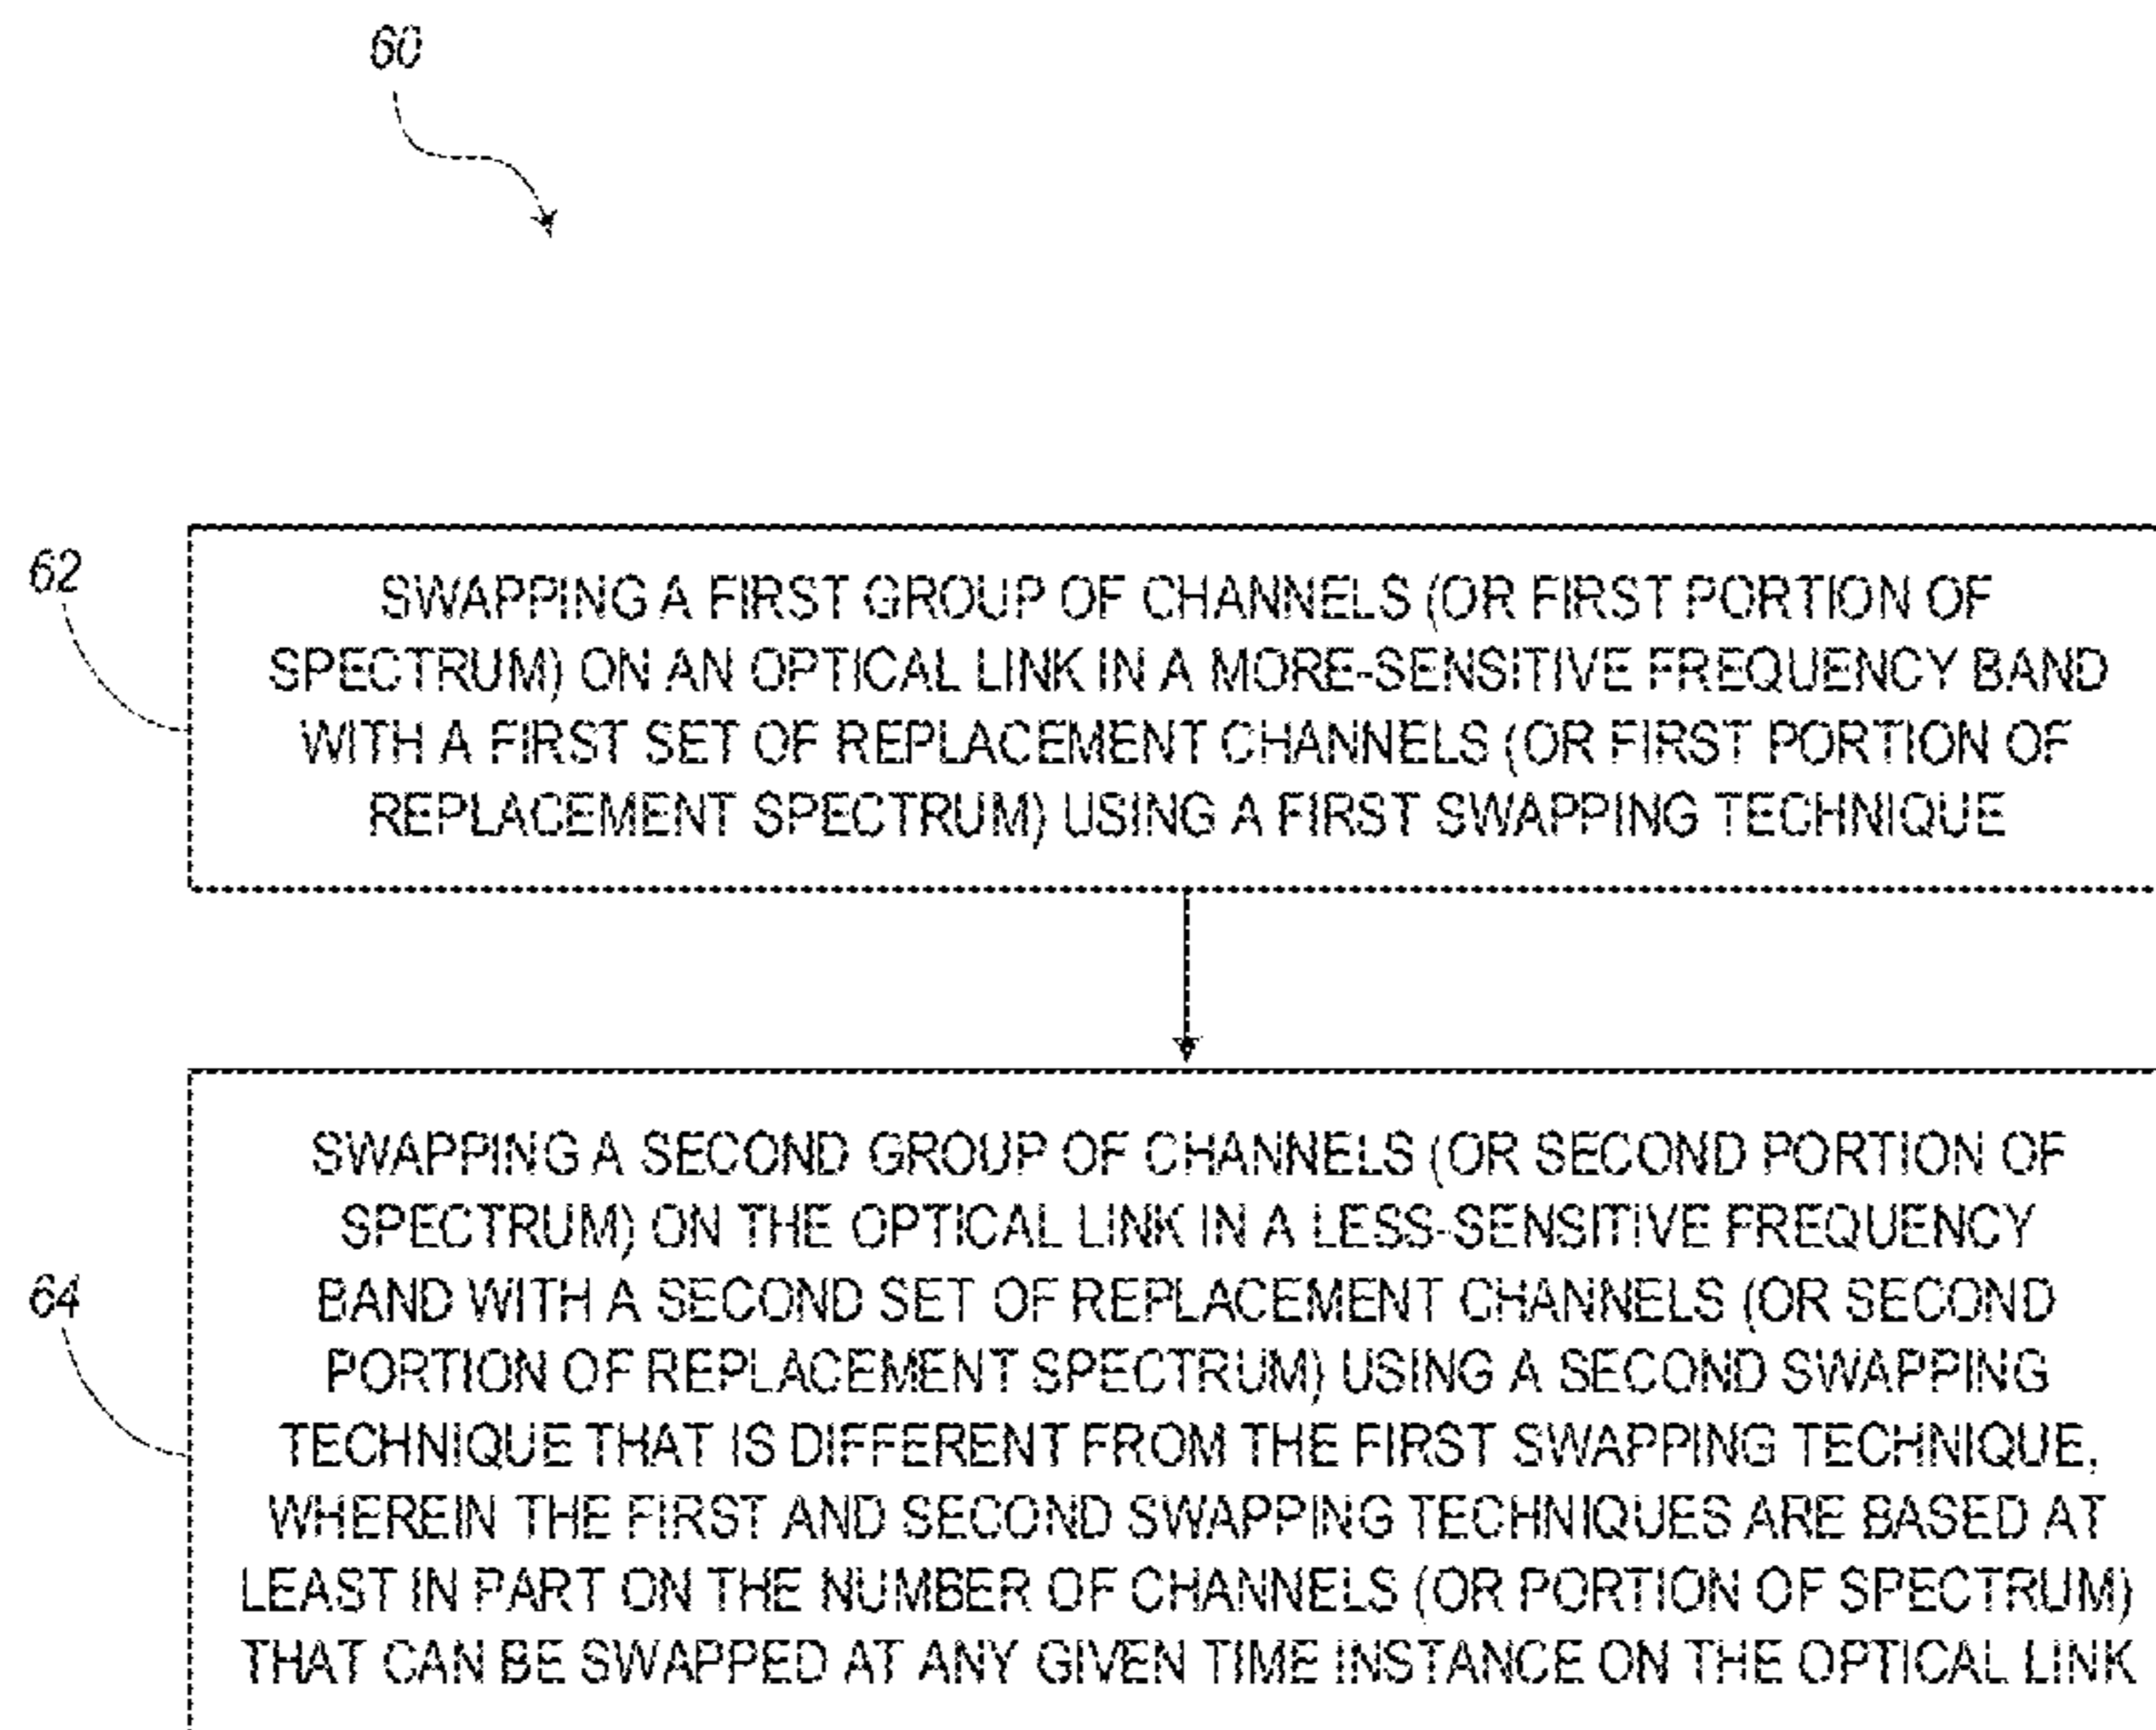 60
62
SWAPPING A FIRST GROUP OF CHANNELS (OR FIRST PORTION OF
SPECTRUM) ON AN OPTICAL LINK IN A MORE-SENSITIVE FREQUENCY BAND
WITH A FIRST SET OF REPLACEMENT CHANNELS (OR FIRST PORTION OF
REPLACEMENT SPECTRUM) USING A FIRST SWAPPING TECHNIQUE
64
SWAPPING A SECOND GROUP OF CHANNELS (OR SECOND PORTION OF
SPECTRUM) ON THE OPTICAL LINK IN A LESS-SENSITIVE FREQUENCY
BAND WITH A SECOND SET OF REPLACEMENT CHANNELS (OR SECOND
PORTION OF REPLACEMENT SPECTRUM) USING A SECOND SWAPPING
TECHNIQUE THAT IS DIFFERENT FROM THE FIRST SWAPPING TECHNIQUE,
WHEREIN THE FIRST AND SECOND SWAPPING TECHNIQUES ARE BASED AT
LEAST IN PART ON THE NUMBER OF CHANNELS (OR PORTION OF SPECTRUM)
THAT CAN BE SWAPPED AT ANY GIVEN TIME INSTANCE ON THE OPTICAL LINK